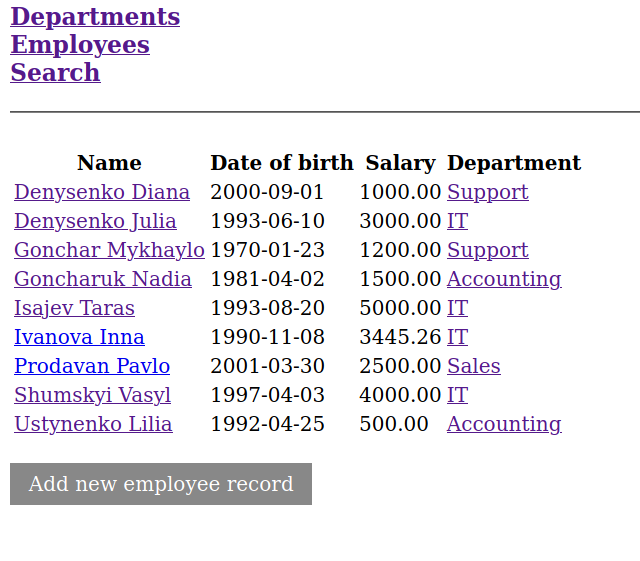 Departments
Employees
Search
Name Date of birth Salary Department
Denysenko Diana 2000-09-01 1000.00 Support
Denysenko Julia 1993-06-10 3000.00 IT
Gonchar Mykhaylo 1970-01-23 1200.00 Support
Goncharuk Nadia 1981-04-02 1500.00 Accounting
Isajev Taras 1993-08-20 5000.00 IT
Ivanova Inna 1990-11-08 3445.26 IT
Prodavan Pavlo 2001-03-30 2500.00 Sales
Shumskyi Vasyl 1997-04-03 4000.00 IT
Ustynenko Lilia 1992-04-25 500.00 Accounting
Add new employee record